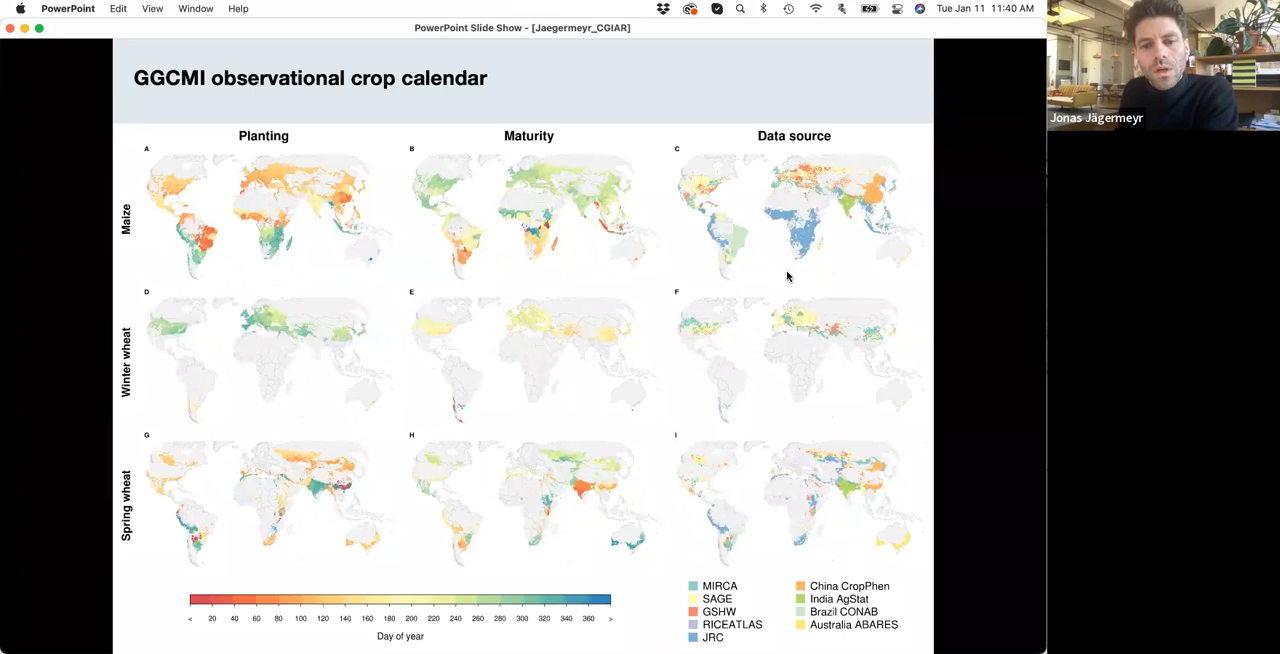 PowerPoint Edit View Window Help Tue Jan 11 11:40 AM
PowerPoint Slide Show - [Jaegermeyr_CGIAR]
Jonas Jägermeyr
GGCMI observational crop calendar
Planting Maturity Data source
A B C
Maize
D E F
Winter wheat
G H I
Spring wheat
< 20 40 60 80 100 120 140 160 180 200 220 240 260 280 300 320 340 360 >
Day of year
MIRCA
SAGE
GSHW
RICEATLAS
JRC
China CropPhen
India AgStat
Brazil CONAB
Australia ABARES